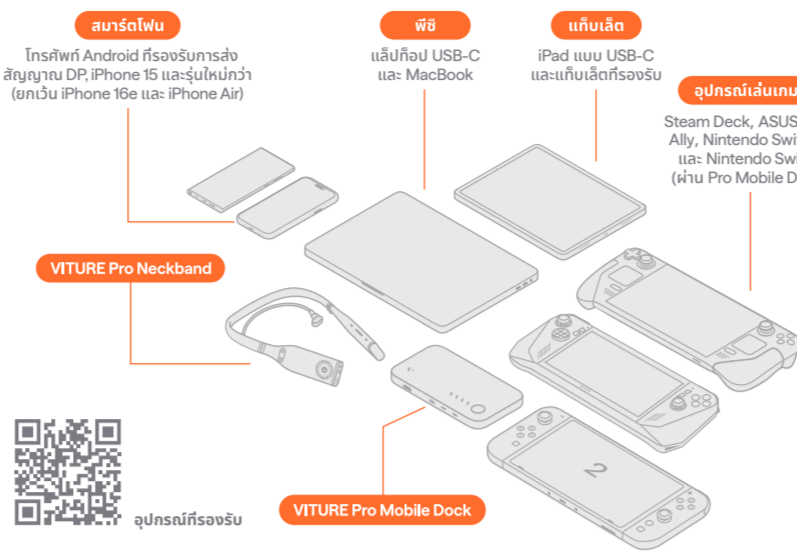 สมาร์ตโฟน
โทรศัพท์ Android ที่รองรับการส่ง
สัญญาณ DP, iPhone 15 และรุ่นใหม่กว่า
(ยกเว้น iPhone 16e และ iPhone Air)
พีซี
แล็ปท็อป USB-C
และ MacBook
แท็บเล็ต
iPad แบบ USB-C
และแท็บเล็ตที่รองรับ
อุปกรณ์เล่นเกม
Steam Deck, ASUS
Ally, Nintendo Swi
และ Nintendo Swi
(ผ่าน Pro Mobile D
VITURE Pro Neckband
2
อุปกรณ์ที่รองรับ
VITURE Pro Mobile Dock